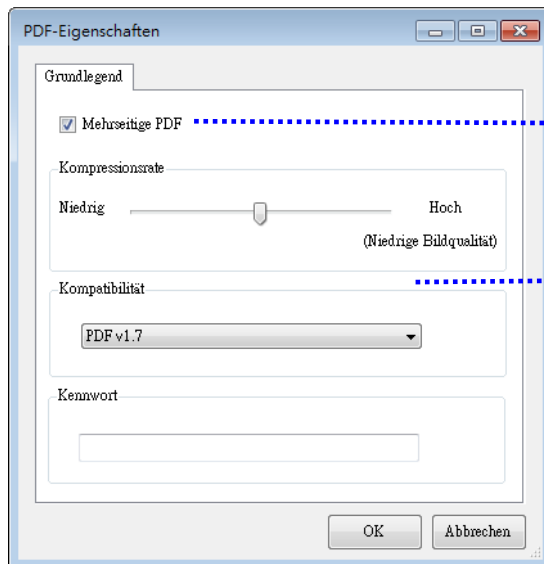 PDF-Eigenschaften
Grundlegend
Mehrseitige PDF
Kompressionsrate
Niedrig Hoch
(Niedrige Bildqualität)
Kompatibilität
PDF v1.7
Kennwort
OK Abbrechen